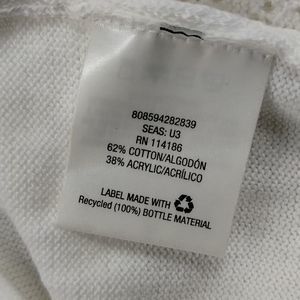 808594282839
SEAS: U3
RN 114186
62% COTTON/ALGODÓN
38% ACRYLIC/ACRÍLICO
LABEL MADE WITH
Recycled (100%) BOTTLE MATERIAL